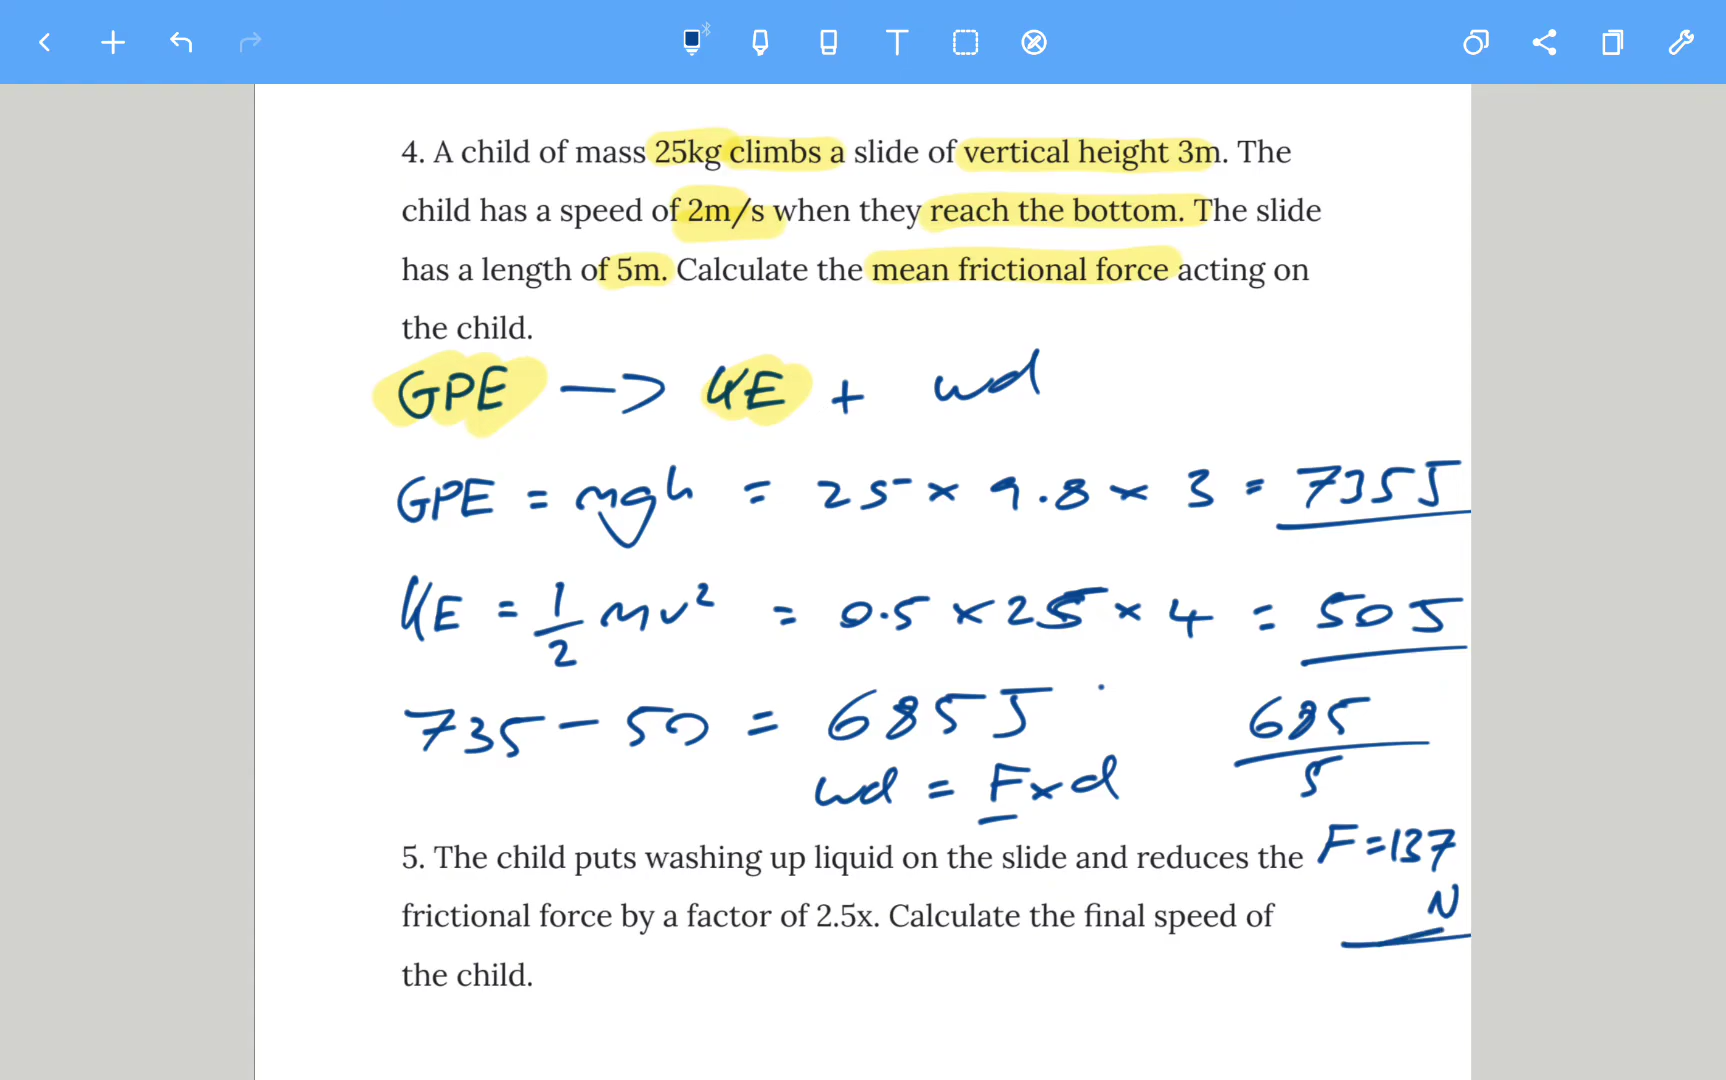 4. A child of mass 25kg climbs a slide of vertical height 3m. The
child has a speed of 2m/s when they reach the bottom. The slide
has a length of 5m. Calculate the mean frictional force acting on
the child.
GPE -> KE + wd
GPE = mgh = 25 × 9.8 × 3 = 735J
KE = 1/2 mv² = 0.5 × 25 × 4 = 50J
735 - 50 = 685J
685/5
wd = F×d
F = 137
N
5. The child puts washing up liquid on the slide and reduces the
frictional force by a factor of 2.5x. Calculate the final speed of
the child.